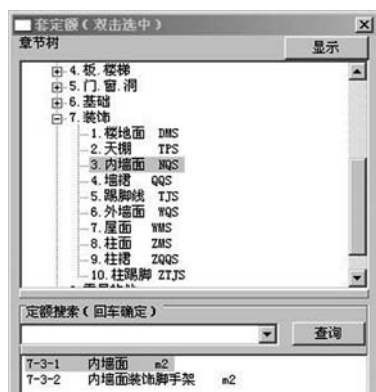 套定额(双击选中)
章节树
显示
4.板.楼梯
5.门.窗.洞
6.基础
7.装饰
1.楼地面 DMS
2.天棚 TPS
3.内墙面 NQS
4.墙裙 QQS
5.踢脚线 TJS
6.外墙面 WQS
7.屋面 WMS
8.柱面 ZMS
9.柱裙 ZQQS
10.柱踢脚 ZTJS
定额搜索(回车确定)
查询
7-3-1 内墙面 m2
7-3-2 内墙面装饰脚手架 m2